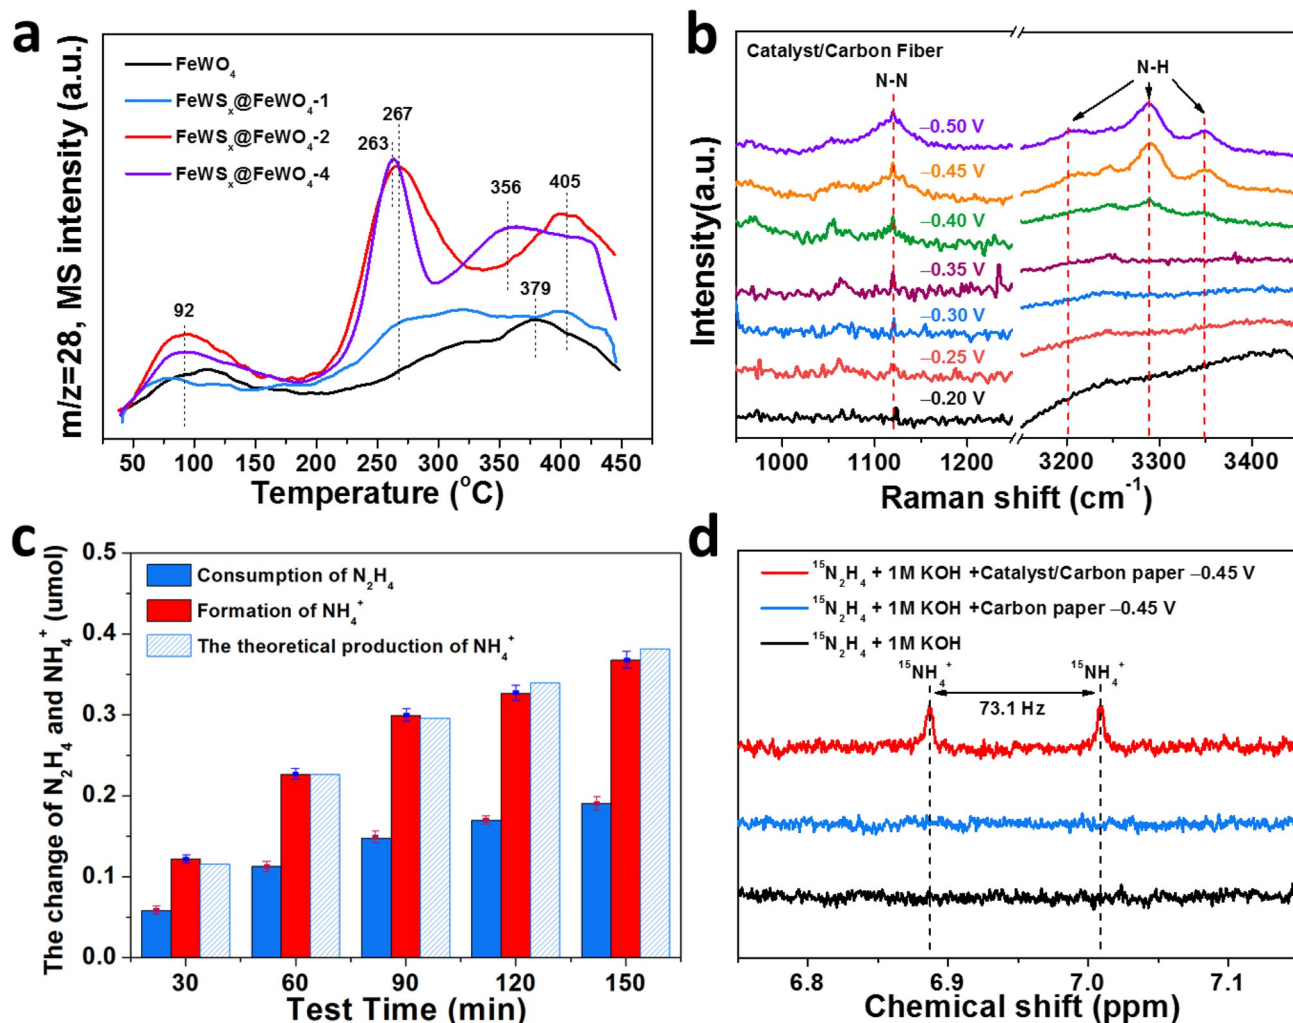 a
m/z=28, MS intensity (a.u.)
FeWO₄
FeWSₓ@FeWO₄-1
FeWSₓ@FeWO₄-2
FeWSₓ@FeWO₄-4
92
263
267
356
405
379
50 100 150 200 250 300 350 400 450
Temperature (°C)
b
Intensity(a.u.)
Catalyst/Carbon Fiber
N-N
N-H
−0.50 V
−0.45 V
−0.40 V
−0.35 V
−0.30 V
−0.25 V
−0.20 V
1000 1100 1200 3200 3300 3400
Raman shift (cm⁻¹)
c
The change of N₂H₄ and NH₄⁺ (umol)
0.5
0.4
0.3
0.2
0.1
0.0
Consumption of N₂H₄
Formation of NH₄⁺
The theoretical production of NH₄⁺
30 60 90 120 150
Test Time (min)
d
¹⁵N₂H₄ + 1M KOH +Catalyst/Carbon paper −0.45 V
¹⁵N₂H₄ + 1M KOH +Carbon paper −0.45 V
¹⁵N₂H₄ + 1M KOH
¹⁵NH₄⁺ ¹⁵NH₄⁺
73.1 Hz
6.8 6.9 7.0 7.1
Chemical shift (ppm)